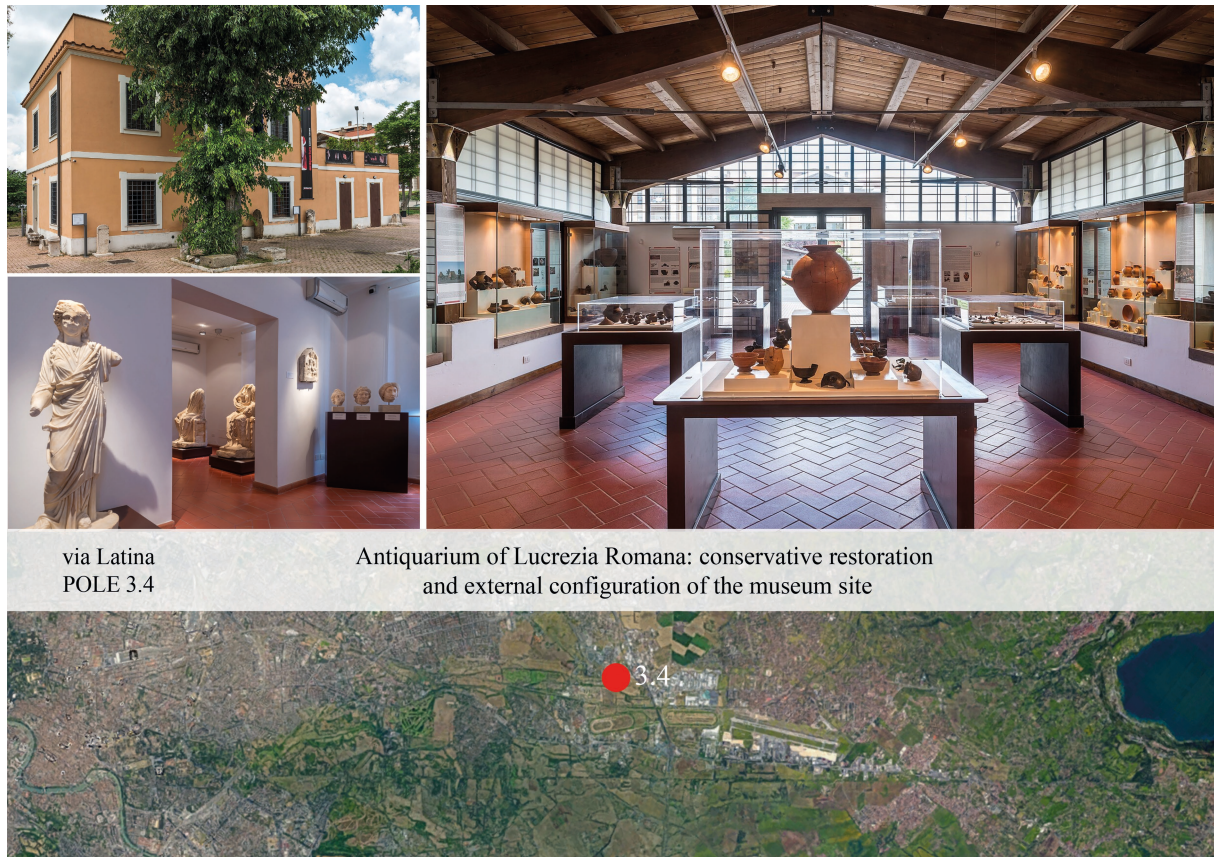 via Latina
POLE 3.4
Antiquarium of Lucrezia Romana: conservative restoration
and external configuration of the museum site
3.4